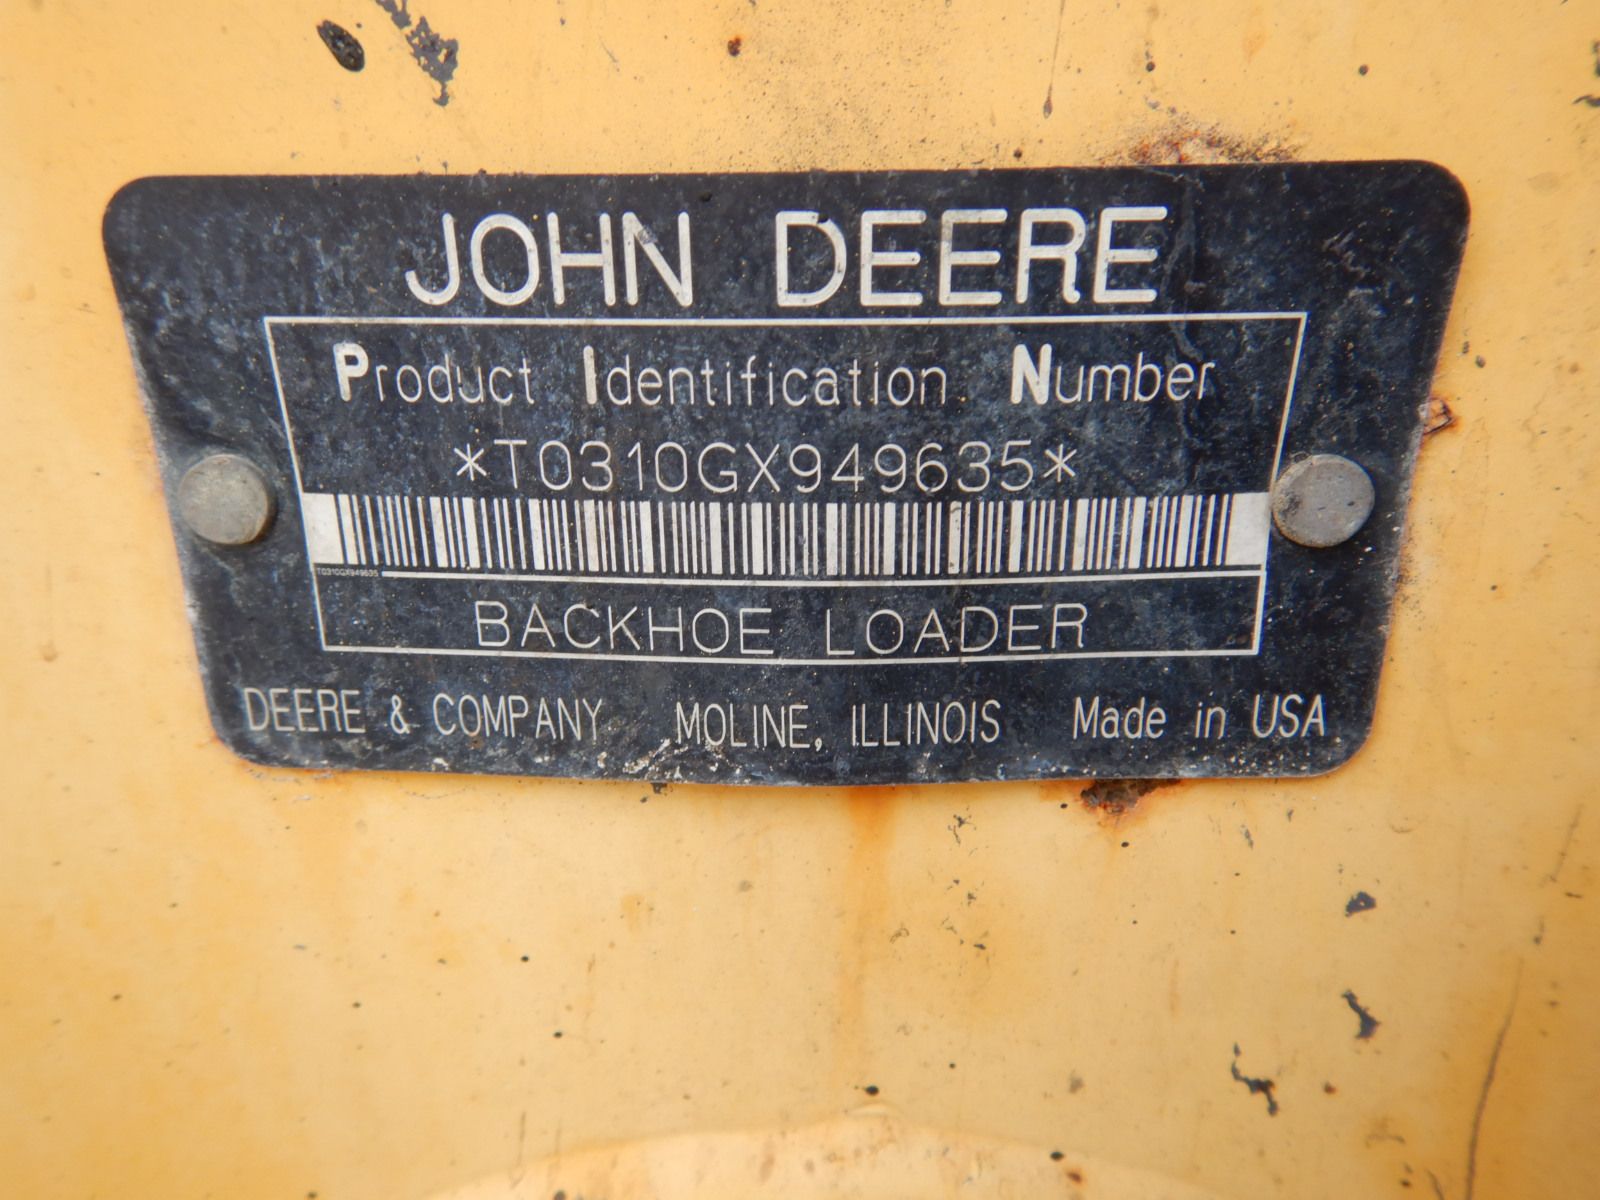 JOHN DEERE
Product Identification Number
*T0310GX949635*
T0310GX949635
BACKHOE LOADER
DEERE & COMPANY MOLINE, ILLINOIS Made in USA